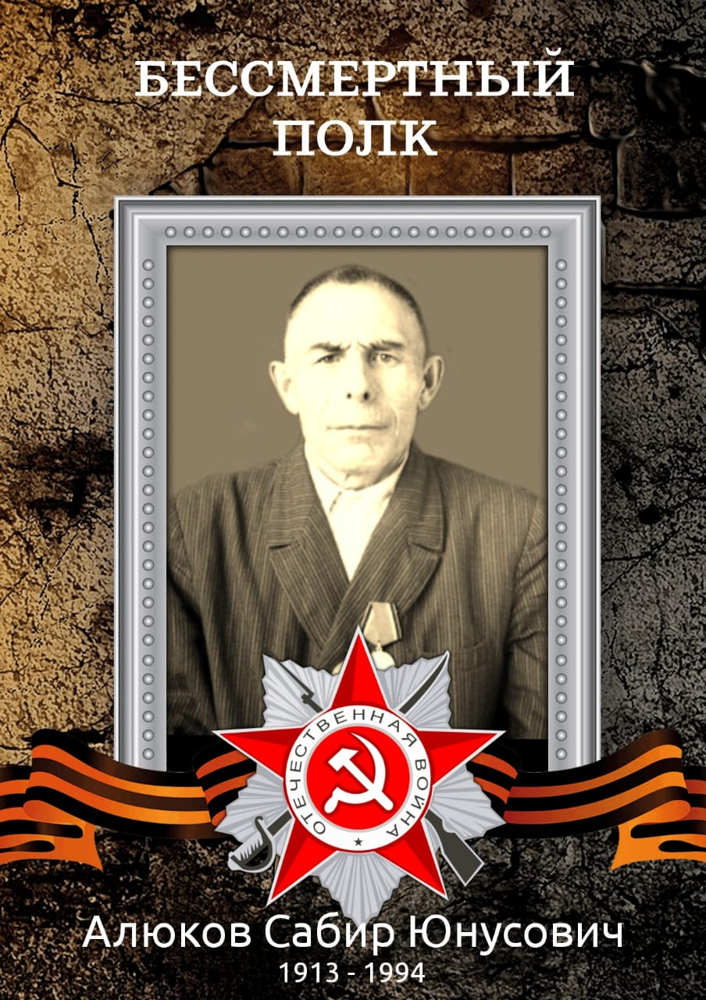 БЕССМЕРТНЫЙ
ПОЛК
ОТЕЧЕСТВЕННАЯ ВОЙНА
Алюков Сабир Юнусович
1913 - 1994